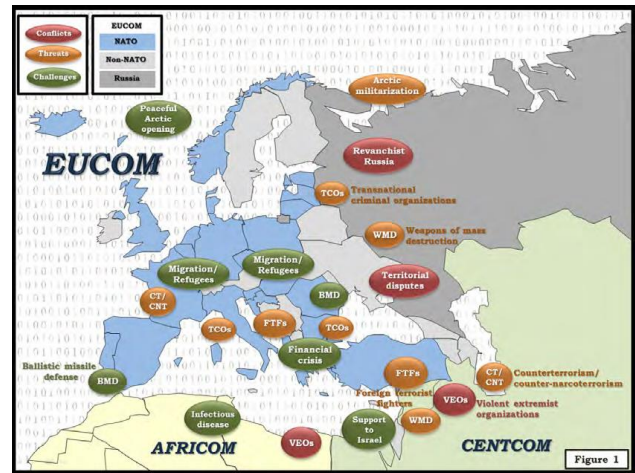 Conflicts
Threats
Challenges
EUCOM
NATO
Non-NATO
Russia
Peaceful
Arctic
opening
Arctic
militarization
EUCOM
Revanchist
Russia
TCOs
Transnational
criminal organizations
WMD
Weapons of mass
destruction
Migration/
Refugees
Migration/
Refugees
Territorial
disputes
BMD
CT/
CNT
TCOs
FTFs
TCOs
Financial
crisis
Ballistic missile
defense
BMD
FTFs
Foreign terrorist
fighters
CT/
CNT
Counterterrorism/
counter-narcoterrorism
VEOs
Violent extremist
organizations
Infectious
disease
VEOs
Support
to
Israel
WMD
AFRICOM
CENTCOM
Figure 1